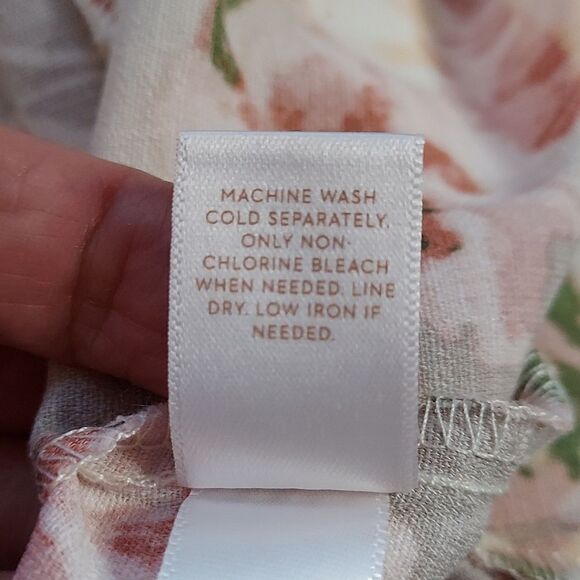 MACHINE WASH
COLD SEPARATELY.
ONLY NON-
CHLORINE BLEACH
WHEN NEEDED. LINE
DRY. LOW IRON IF
NEEDED.